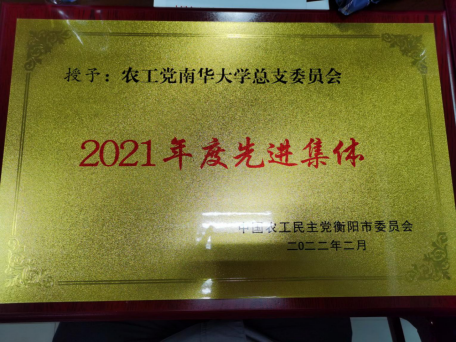 授予：农工党南华大学总支委员会
2021年度先进集体
中国农工民主党衡阳市委员会
二〇二二年二月